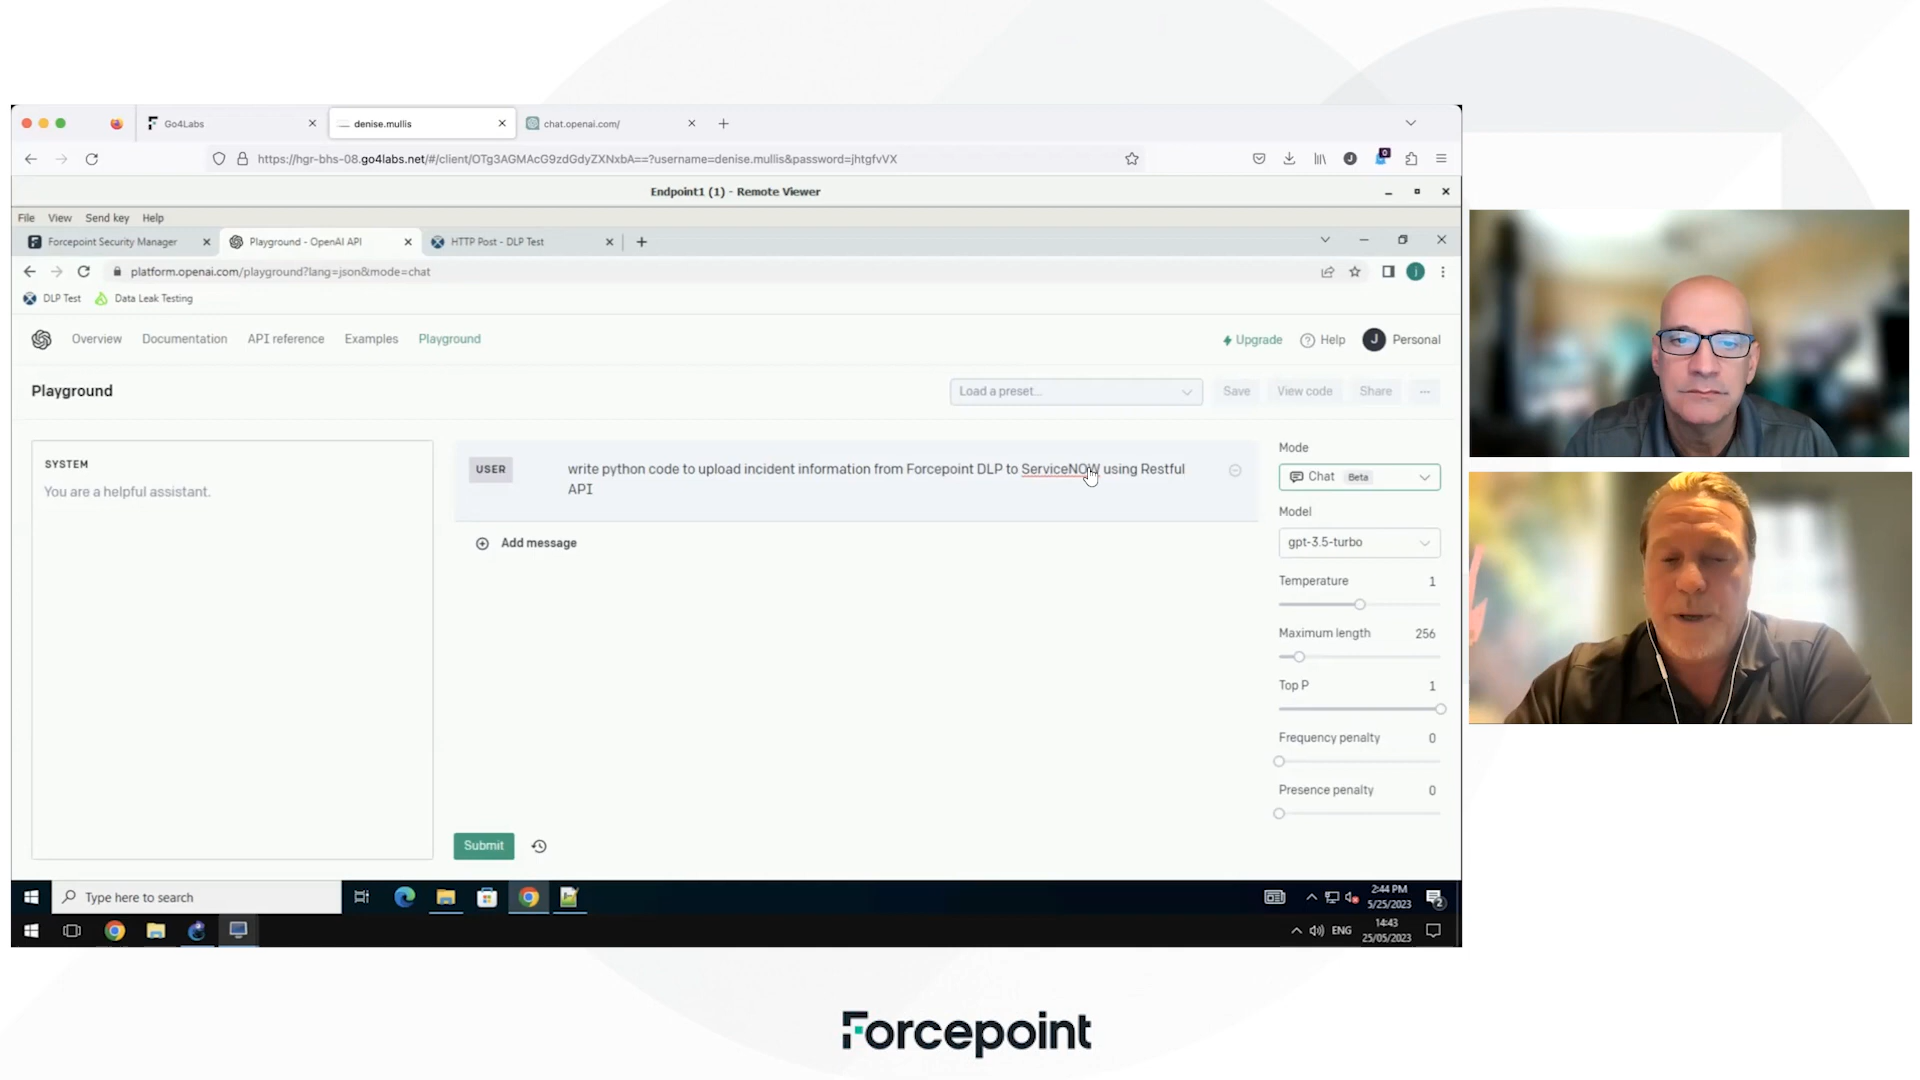 Go4Labs
denise.mullis
chat.openai.com/
https://hgr-bhs-08.go4labs.net/#/client/OTg3AGMAcG9zdGdyZXNxbA==?username=denise.mullis&password=jhtgfvVX
Endpoint1 (1) - Remote Viewer
File View Send key Help
Forcepoint Security Manager
Playground - OpenAI API
HTTP Post - DLP Test
platform.openai.com/playground?lang=json&mode=chat
DLP Test
Data Leak Testing
Overview Documentation API reference Examples Playground
Upgrade Help J Personal
Playground
Load a preset...
Save View code Share ...
SYSTEM
You are a helpful assistant.
USER
write python code to upload incident information from Forcepoint DLP to ServiceNOW using Restful
API
Add message
Submit
Mode
Chat Beta
Model
gpt-3.5-turbo
Temperature 1
Maximum length 256
Top P 1
Frequency penalty 0
Presence penalty 0
Type here to search
2:44 PM
5/25/2023
2
ENG
14:43
25/05/2023
Forcepoint